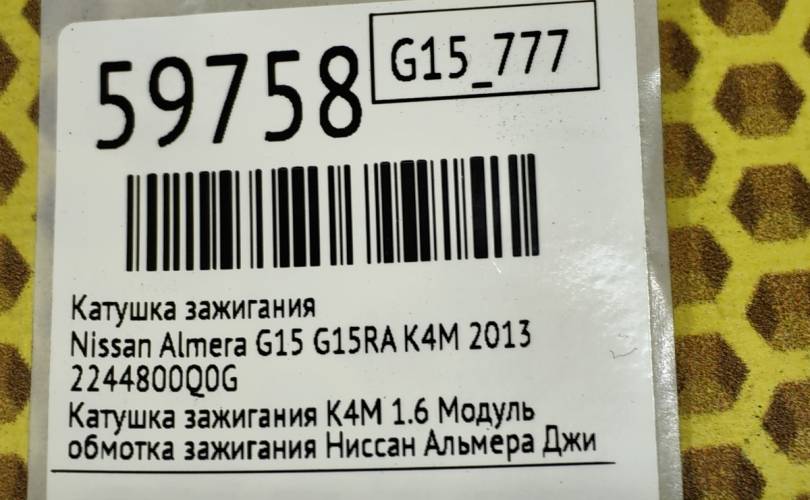 59758
G15_777
Катушка зажигания
Nissan Almera G15 G15RA K4M 2013
2244800Q0G
Катушка зажигания K4M 1.6 Модуль
обмотка зажигания Ниссан Альмера Джи